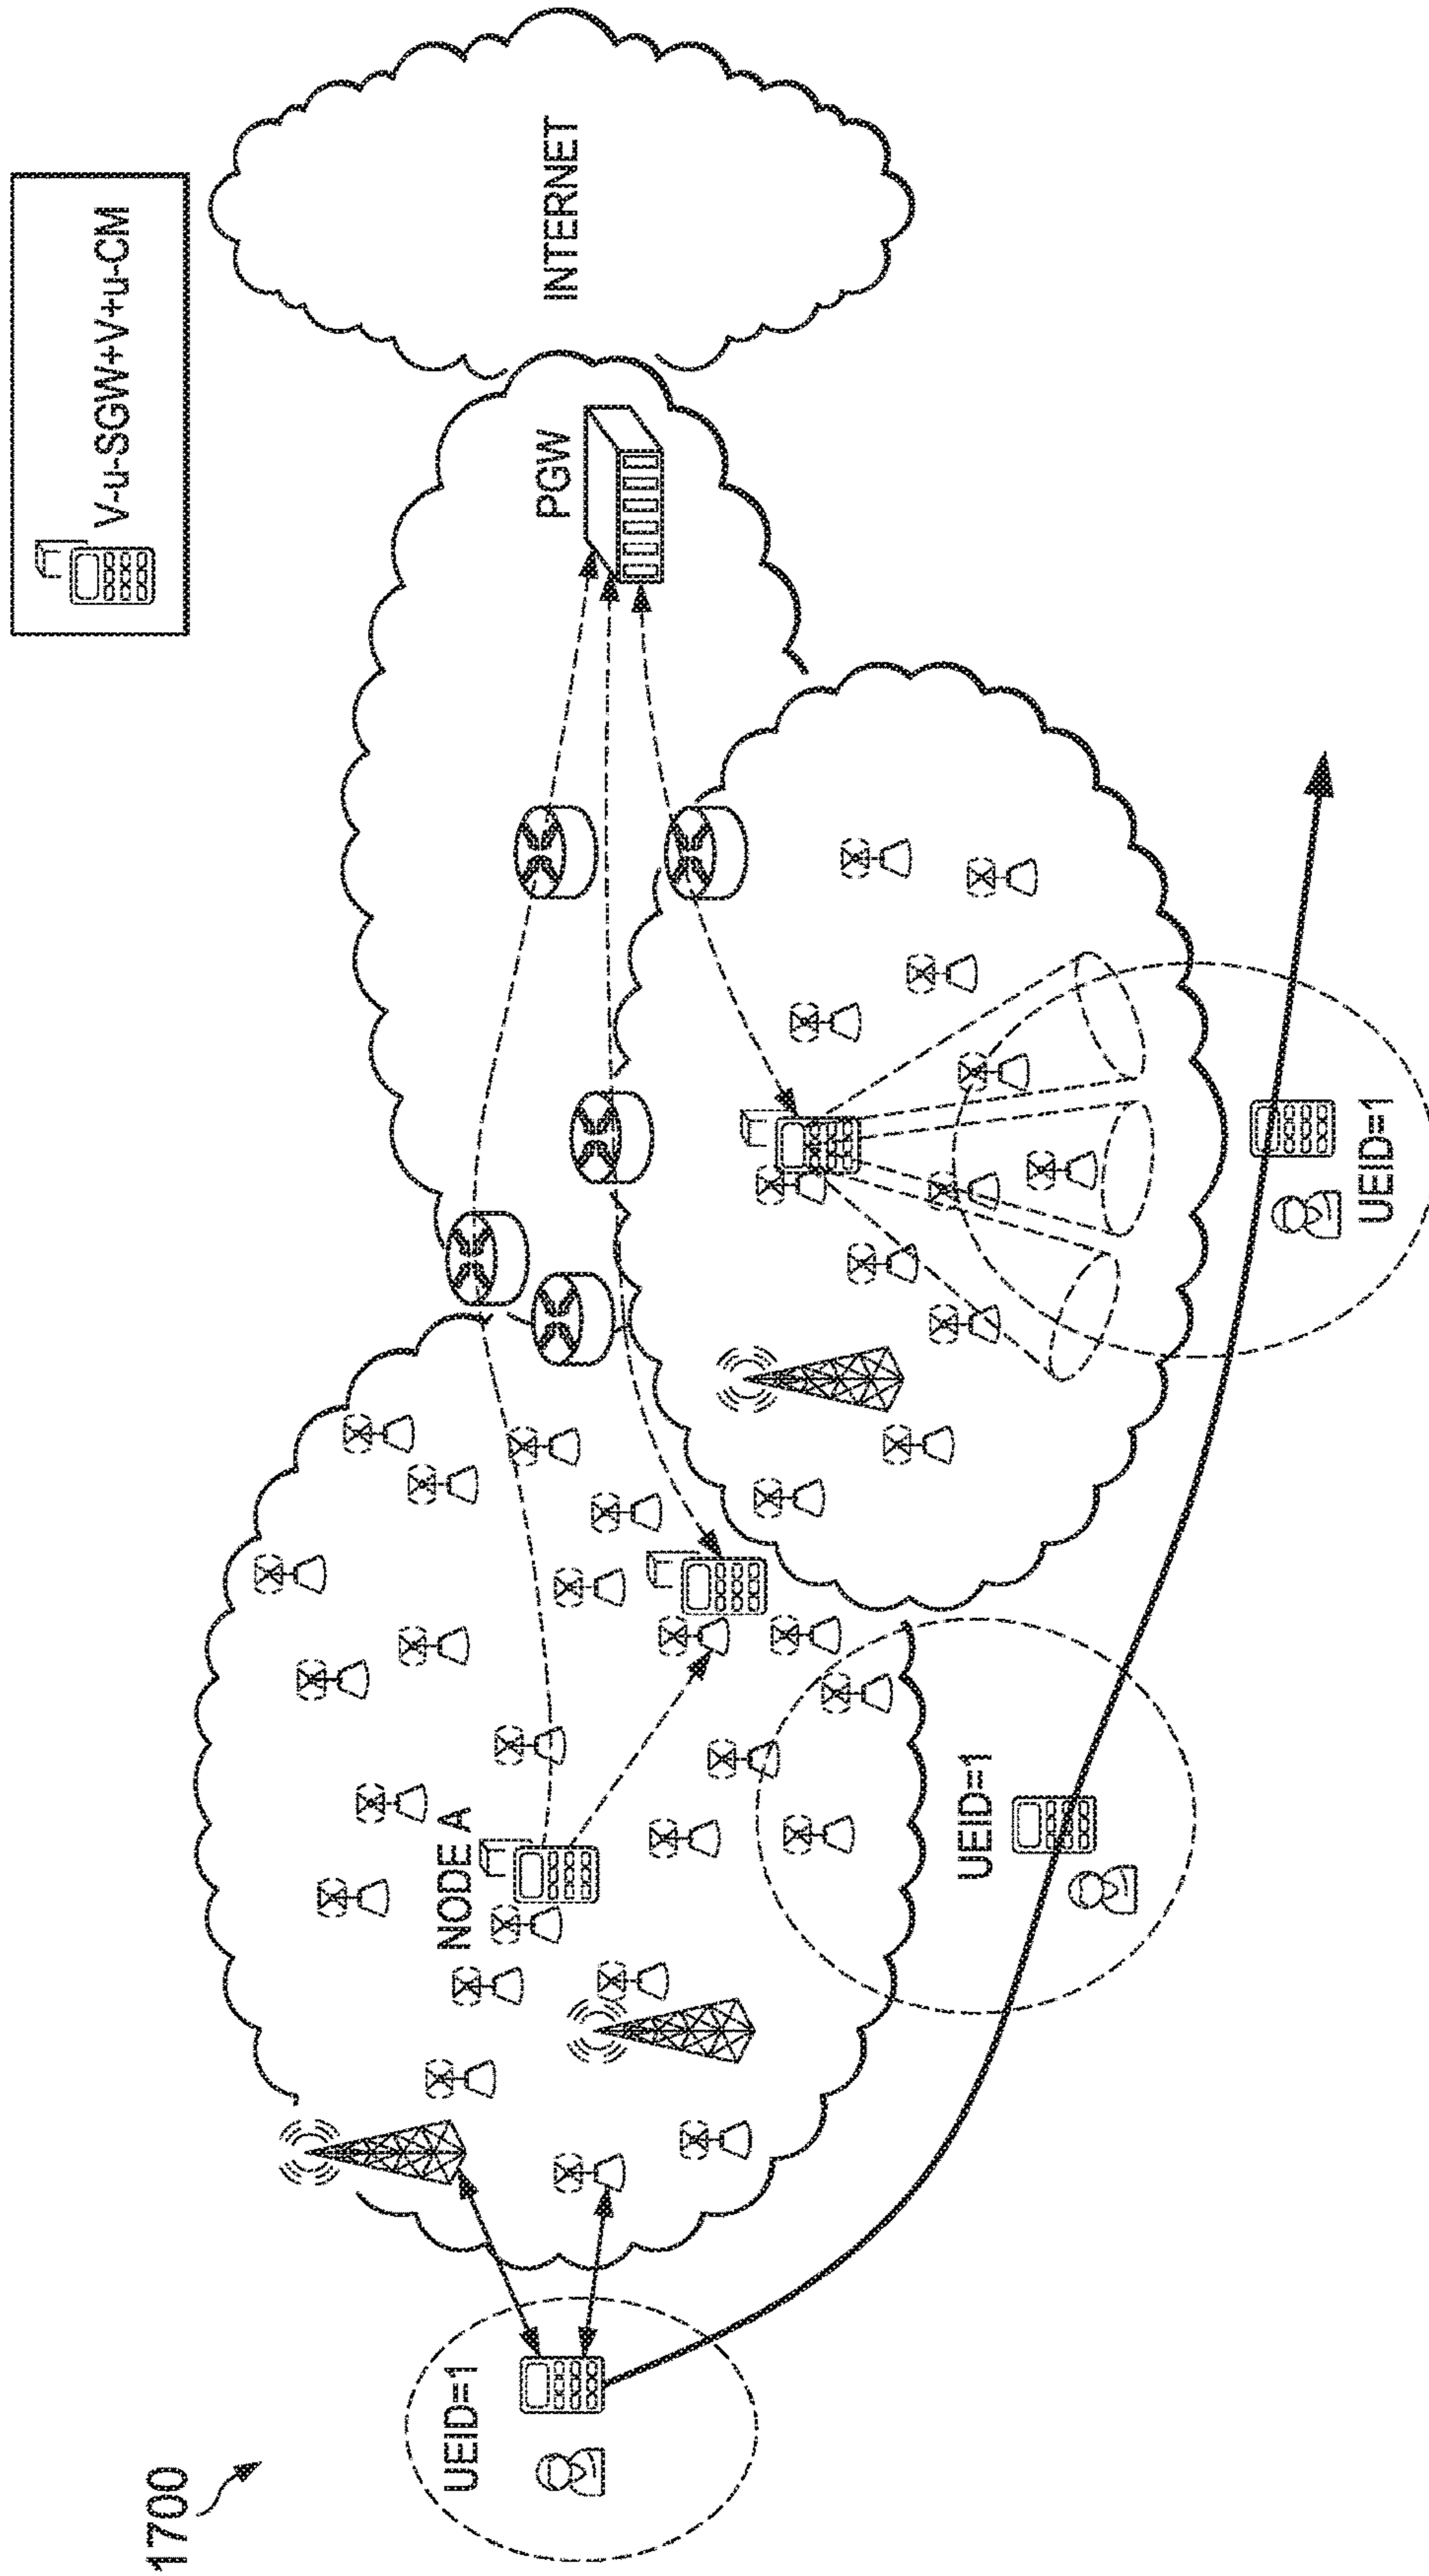 1700
UEID=1
NODE A
UEID=1
UEID=1
PGW
INTERNET
V-u-SGW+V+u-CM